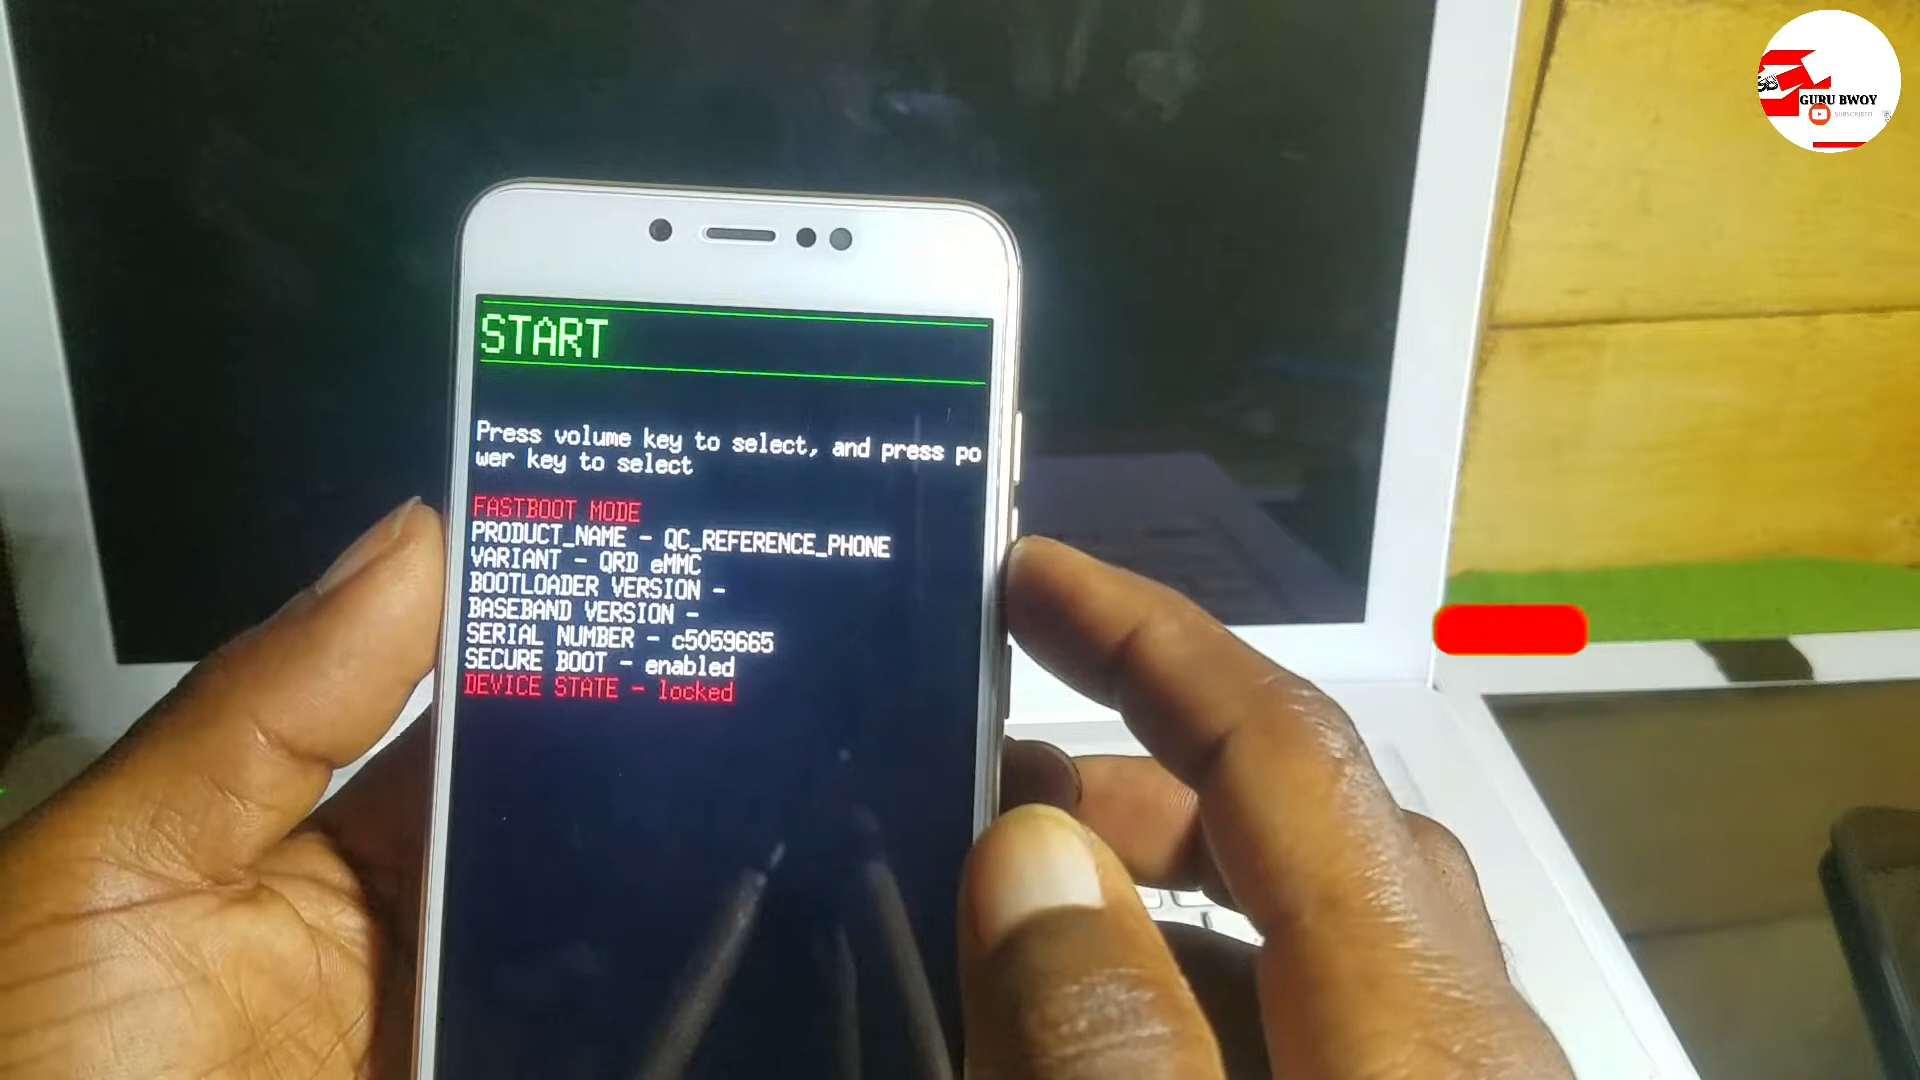 GURU BWOY
SUBSCRIBED
START
Press volume key to select, and press po
wer key to select
FASTBOOT MODE
PRODUCT_NAME - QC_REFERENCE_PHONE
VARIANT - QRD eMMC
BOOTLOADER VERSION -
BASEBAND VERSION -
SERIAL NUMBER - c5059665
SECURE BOOT - enabled
DEVICE STATE - locked